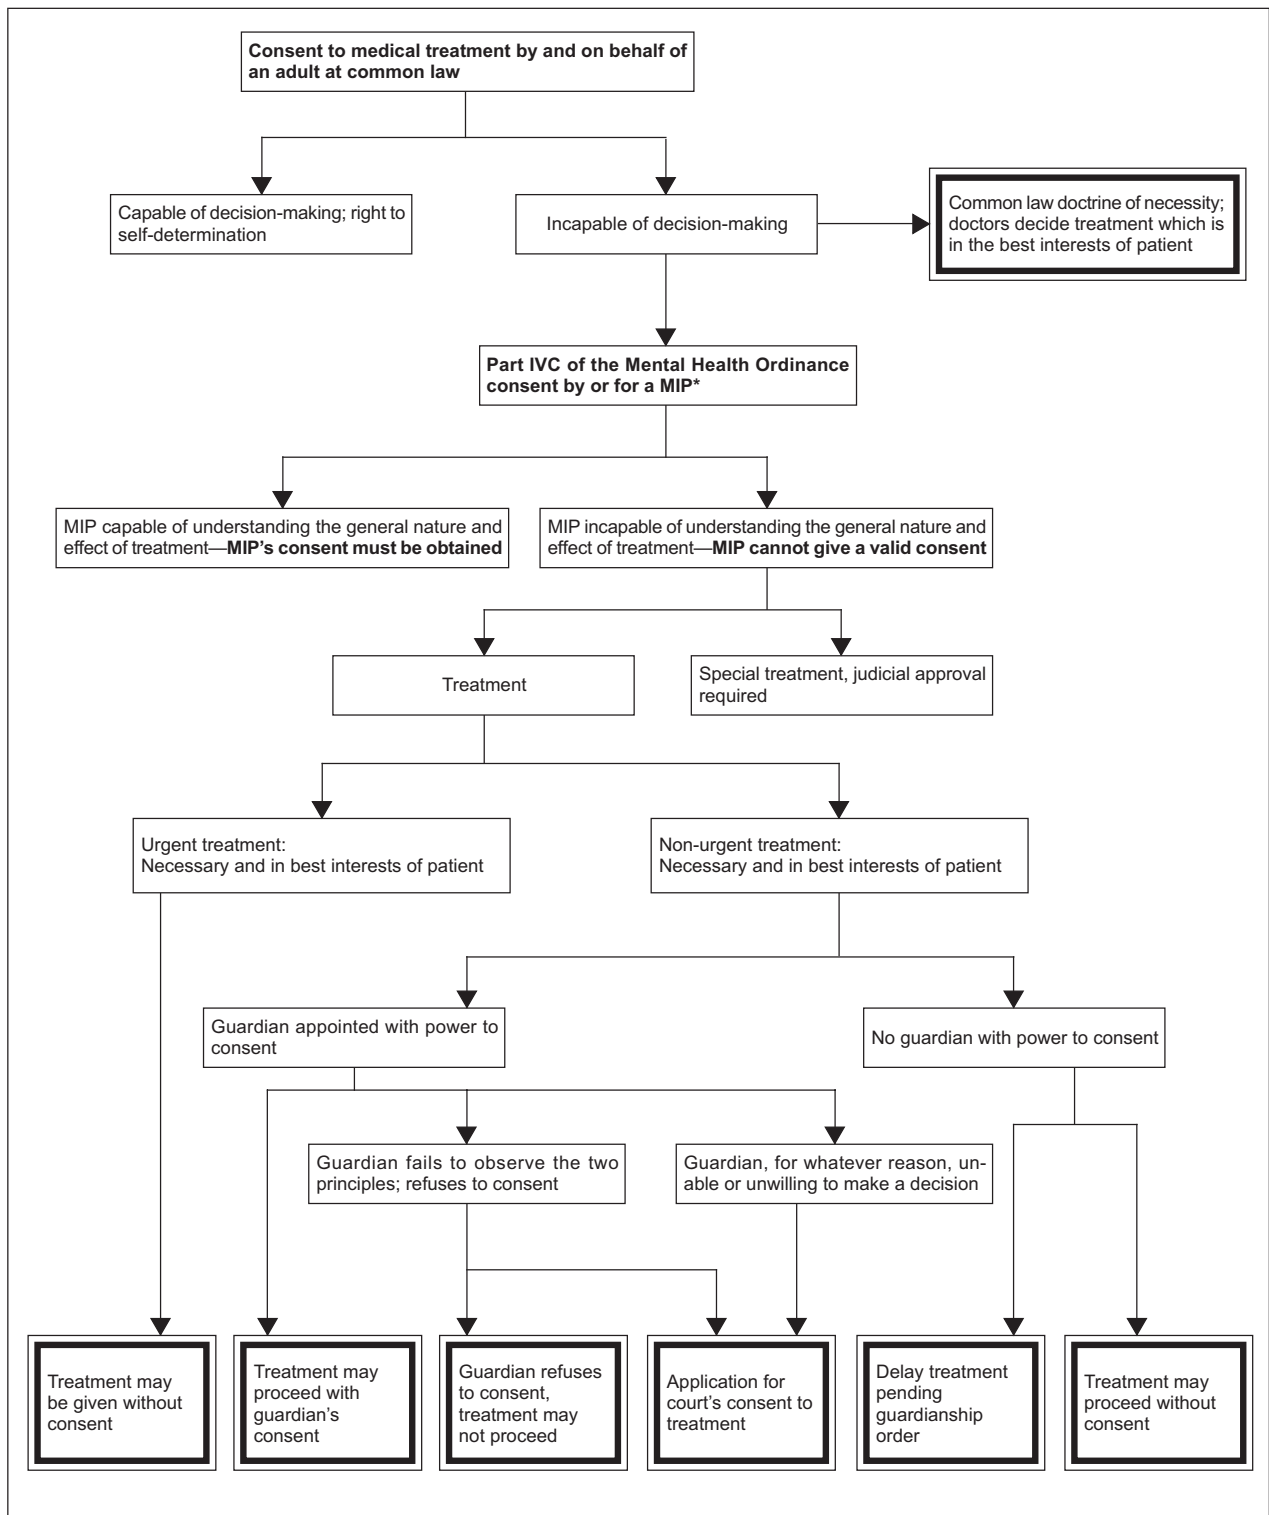 Consent to medical treatment by and on behalf of
an adult at common law
Capable of decision-making; right to
self-determination
Incapable of decision-making
Common law doctrine of necessity;
doctors decide treatment which is
in the best interests of patient
Part IVC of the Mental Health Ordinance
consent by or for a MIP*
MIP capable of understanding the general nature and
effect of treatment—MIP's consent must be obtained
MIP incapable of understanding the general nature and
effect of treatment—MIP cannot give a valid consent
Treatment
Special treatment, judicial approval
required
Urgent treatment:
Necessary and in best interests of patient
Non-urgent treatment:
Necessary and in best interests of patient
Guardian appointed with power to
consent
No guardian with power to consent
Guardian fails to observe the two
principles; refuses to consent
Guardian, for whatever reason, un-
able or unwilling to make a decision
Treatment may
be given without
consent
Treatment may
proceed with
guardian's
consent
Guardian refuses
to consent,
treatment may
not proceed
Application for
court's consent to
treatment
Delay treatment
pending
guardianship
order
Treatment may
proceed without
consent